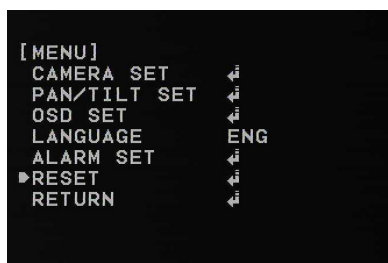 [MENU]
CAMERA SET ↲
PAN/TILT SET ↲
OSD SET ↲
LANGUAGE ENG
ALARM SET ↲
▶RESET ↲
RETURN ↲